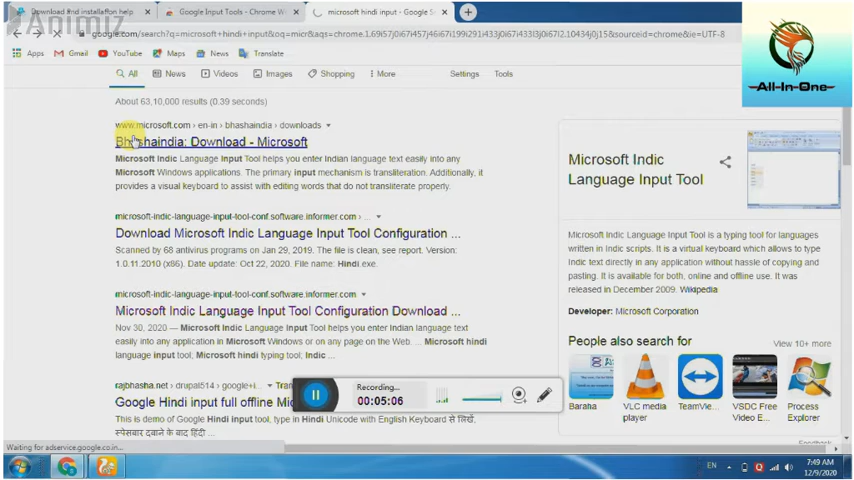 Download and installation help
Google Input Tools - Chrome W
microsoft hindi input - Google S
Animiz
google.com/search?q=microsoft+hindi+input&oq=micr&aqs=chrome.1.69i57j0i457j46i67i199i291i433j0i67j0i433l3j0i67.2.10434j0j15&sourceid=chrome&ie=UTF-8
Apps Gmail YouTube Maps News Translate
All News Videos Images Shopping More Settings Tools
All-In-One
About 63,10,000 results (0.39 seconds)
www.microsoft.com › en-in › bhashaindia › downloads
Bhashaindia: Download - Microsoft
Microsoft Indic Language Input Tool helps you enter Indian language text easily into any
Microsoft Windows applications. The primary input mechanism is transliteration. Additionally, it
provides a visual keyboard to assist with editing words that do not transliterate properly.
microsoft-indic-language-input-tool-conf.software.informer.com › ...
Download Microsoft Indic Language Input Tool Configuration ...
Scanned by 68 antivirus programs on Jan 29, 2019. The file is clean, see report. Version:
1.0.11.2010 (x86). Date update: Oct 22, 2020. File name: Hindi.exe.
microsoft-indic-language-input-tool-conf.software.informer.com
Microsoft Indic Language Input Tool Configuration Download ...
Nov 30, 2020 — Microsoft Indic Language Input Tool helps you enter Indian language text
easily into any application in Microsoft Windows or on any page on the Web. ... Microsoft hindi
language input tool; Microsoft hindi typing tool; Indic ...
rajbhasha.net › drupal514 › google+i... Tran
Google Hindi input full offline Mic
This is demo of Google Hindi input tool, type in Hindi Unicode with English Keyboard से लिखें,
स्पेसबार दवाने के बाद हिंदी ...
Microsoft Indic
Language Input Tool
Microsoft Indic Language Input Tool is a typing tool for languages
written in Indic scripts. It is a virtual keyboard which allows to type
Indic text directly in any application without hassle of copying and
pasting. It is available for both, online and offline use. It was
released in December 2009. Wikipedia
Developer: Microsoft Corporation
People also search for View 10+ more
Baraha
VLC media
player
TeamVie...
VSDC Free
Video E...
Process
Explorer
Feedback
Recording...
00:05:06
Waiting for adservice.google.co.in...
EN
7:49 AM
12/9/2020